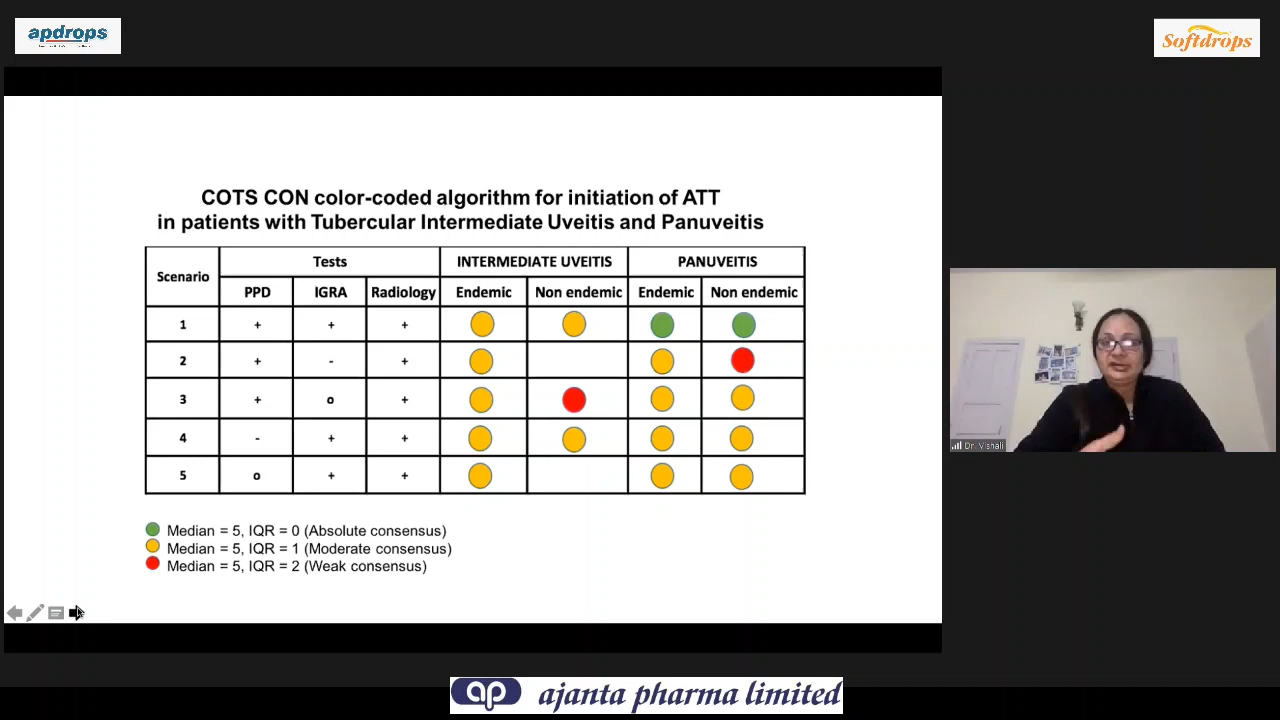 apdrops
Softdrops
COTS CON color-coded algorithm for initiation of ATT
in patients with Tubercular Intermediate Uveitis and Panuveitis
Scenario Tests INTERMEDIATE UVEITIS PANUVEITIS
PPD IGRA Radiology Endemic Non endemic Endemic Non endemic
1 + + +
2 + - +
3 + o +
4 - + +
5 o + +
Median = 5, IQR = 0 (Absolute consensus)
Median = 5, IQR = 1 (Moderate consensus)
Median = 5, IQR = 2 (Weak consensus)
Dr. Vishali
ap ajanta pharma limited